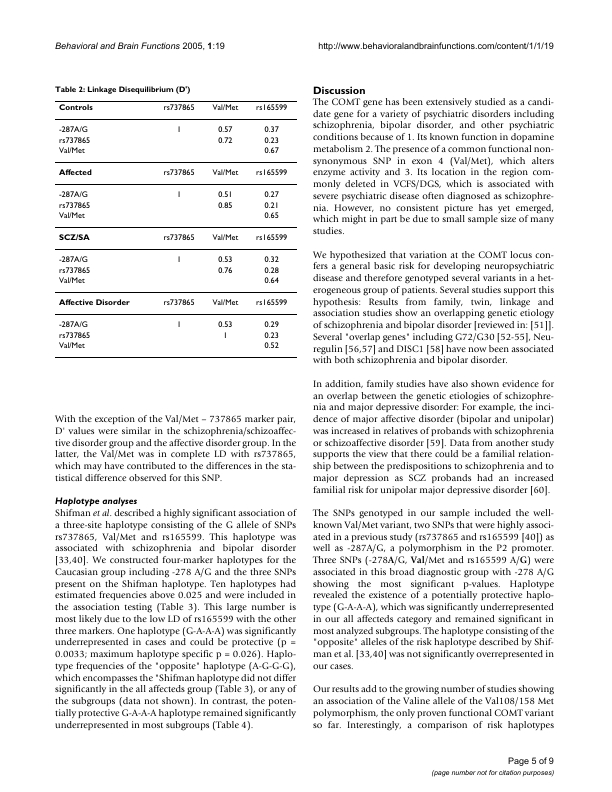 Behavioral and Brain Functions 2005, 1:19
http://www.behavioralandbrainfunctions.com/content/1/1/19
Table 2: Linkage Disequilibrium (D')
Controls rs737865 Val/Met rs165599
-287A/G 1 0.57 0.37
rs737865 0.72 0.23
Val/Met 0.67
Affected rs737865 Val/Met rs165599
-287A/G 1 0.51 0.27
rs737865 0.85 0.21
Val/Met 0.65
SCZ/SA rs737865 Val/Met rs165599
-287A/G 1 0.53 0.32
rs737865 0.76 0.28
Val/Met 0.64
Affective Disorder rs737865 Val/Met rs165599
-287A/G 1 0.53 0.29
rs737865 1 0.23
Val/Met 0.52
With the exception of the Val/Met – 737865 marker pair,
D' values were similar in the schizophrenia/schizoaffec-
tive disorder group and the affective disorder group. In the
latter, the Val/Met was in complete LD with rs737865,
which may have contributed to the differences in the sta-
tistical difference observed for this SNP.
Haplotype analyses
Shifman et al. described a highly significant association of
a three-site haplotype consisting of the G allele of SNPs
rs737865, Val/Met and rs165599. This haplotype was
associated with schizophrenia and bipolar disorder
[33,40]. We constructed four-marker haplotypes for the
Caucasian group including -278 A/G and the three SNPs
present on the Shifman haplotype. Ten haplotypes had
estimated frequencies above 0.025 and were included in
the association testing (Table 3). This large number is
most likely due to the low LD of rs165599 with the other
three markers. One haplotype (G-A-A-A) was significantly
underrepresented in cases and could be protective (p =
0.0033; maximum haplotype specific p = 0.026). Haplo-
type frequencies of the "opposite" haplotype (A-G-G-G),
which encompasses the "Shifman haplotype did not differ
significantly in the all affecteds group (Table 3), or any of
the subgroups (data not shown). In contrast, the poten-
tially protective G-A-A-A haplotype remained significantly
underrepresented in most subgroups (Table 4).
Discussion
The COMT gene has been extensively studied as a candi-
date gene for a variety of psychiatric disorders including
schizophrenia, bipolar disorder, and other psychiatric
conditions because of 1. Its known function in dopamine
metabolism 2. The presence of a common functional non-
synonymous SNP in exon 4 (Val/Met), which alters
enzyme activity and 3. Its location in the region com-
monly deleted in VCFS/DGS, which is associated with
severe psychiatric disease often diagnosed as schizophre-
nia. However, no consistent picture has yet emerged,
which might in part be due to small sample size of many
studies.
We hypothesized that variation at the COMT locus con-
fers a general basic risk for developing neuropsychiatric
disease and therefore genotyped several variants in a het-
erogeneous group of patients. Several studies support this
hypothesis: Results from family, twin, linkage and
association studies show an overlapping genetic etiology
of schizophrenia and bipolar disorder [reviewed in: [51]].
Several "overlap genes" including G72/G30 [52-55], Neu-
regulin [56,57] and DISC1 [58] have now been associated
with both schizophrenia and bipolar disorder.
In addition, family studies have also shown evidence for
an overlap between the genetic etiologies of schizophre-
nia and major depressive disorder: For example, the inci-
dence of major affective disorder (bipolar and unipolar)
was increased in relatives of probands with schizophrenia
or schizoaffective disorder [59]. Data from another study
supports the view that there could be a familial relation-
ship between the predispositions to schizophrenia and to
major depression as SCZ probands had an increased
familial risk for unipolar major depressive disorder [60].
The SNPs genotyped in our sample included the well-
known Val/Met variant, two SNPs that were highly associ-
ated in a previous study (rs737865 and rs165599 [40]) as
well as -287A/G, a polymorphism in the P2 promoter.
Three SNPs (-278A/G, Val/Met and rs165599 A/G) were
associated in this broad diagnostic group with -278 A/G
showing the most significant p-values. Haplotype
revealed the existence of a potentially protective haplo-
type (G-A-A-A), which was significantly underrepresented
in our all affecteds category and remained significant in
most analyzed subgroups. The haplotype consisting of the
"opposite" alleles of the risk haplotype described by Shif-
man et al. [33,40] was not significantly overrepresented in
our cases.
Our results add to the growing number of studies showing
an association of the Valine allele of the Val108/158 Met
polymorphism, the only proven functional COMT variant
so far. Interestingly, a comparison of risk haplotypes
Page 5 of 9
(page number not for citation purposes)